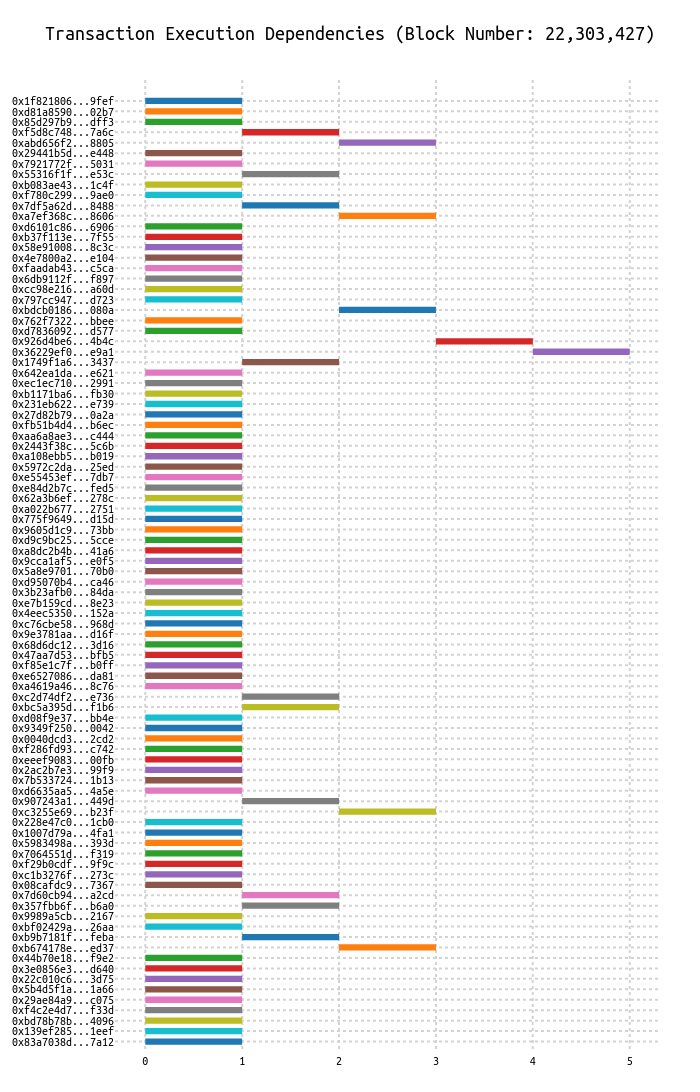 Transaction Execution Dependencies (Block Number: 22,303,427)
0x1f821806...9fef
0xd81a8590...02b7
0x85d297b9...dff3
0xf5d8c748...7a6c
0xabd656f2...8805
0x29441b5d...e448
0x7921772f...5031
0x55316f1f...e53c
0xb083ae43...1c4f
0xf780c299...9ae0
0x7df5a62d...8488
0xa7ef368c...8606
0xd6101c86...6906
0xb37f113e...7f55
0x58e91008...8c3c
0x4e7800a2...e104
0xfaadab43...c5ca
0x6db9112f...f897
0xcc98e216...a60d
0x797cc947...d723
0xbdcb0186...080a
0x762f7322...bbee
0xd7836092...d577
0x926d4be6...4b4c
0x36229ef0...e9a1
0x1749f1a6...3437
0x642ea1da...e621
0xec1ec710...2991
0xb1171ba6...fb30
0x231eb622...e739
0x27d82b79...0a2a
0xfb51b4d4...b6ec
0xaa6a8ae3...c444
0x2443f38c...5c6b
0xa108ebb5...b019
0x5972c2da...25ed
0xe55453ef...7db7
0xe84d2b7c...fed5
0x62a3b6ef...278c
0xa022b677...2751
0x775f9649...d15d
0x9605d1c9...73bb
0xd9c9bc25...5cce
0xa8dc2b4b...41a6
0x9cca1af5...e0f5
0x5a8e9701...70b0
0xd95070b4...ca46
0x3b23afb0...84da
0xe7b159cd...8e23
0x4eec5350...152a
0xc76cbe58...968d
0x9e3781aa...d16f
0x68d6dc12...3d16
0x47aa7d53...bfb5
0xf85e1c7f...b0ff
0xe6527086...da81
0xa4619a46...8c76
0xc2d74df2...e736
0xbc5a395d...f1b6
0xd08f9e37...bb4e
0x9349f250...0042
0x0040dcd3...2cd2
0xf286fd93...c742
0xeeef9083...00fb
0x2ac2b7e3...99f9
0x7b533724...1b13
0xd6635aa5...4a5e
0x907243a1...449d
0xc3255e69...b23f
0x228e47c0...1cb0
0x1007d79a...4fa1
0x5983498a...393d
0x7064551d...f319
0xf29b0cdf...9f9c
0xc1b3276f...273c
0x08cafdc9...7367
0x7d60cb94...a2cd
0x357fbb6f...b6a0
0x9989a5cb...2167
0xbf02429a...26aa
0xb9b7181f...feba
0xb674178e...ed37
0x44b70e18...f9e2
0x3e0856e3...d640
0x22c010c6...3d75
0x5b4d5f1a...1a66
0x29ae84a9...c075
0xf4c2e4d7...f33d
0xbd78b78b...4096
0x139ef285...1eef
0x83a7038d...7a12
0 1 2 3 4 5